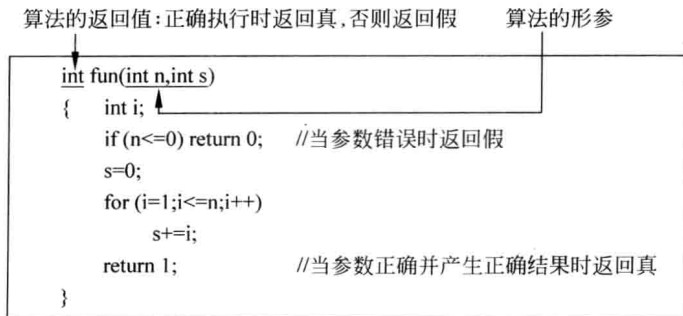 算法的返回值:正确执行时返回真,否则返回假 算法的形参
int fun(int n,int s)
{ int i;
if (n<=0) return 0; //当参数错误时返回假
s=0;
for (i=1;i<=n;i++)
s+=i;
return 1; //当参数正确并产生正确结果时返回真
}